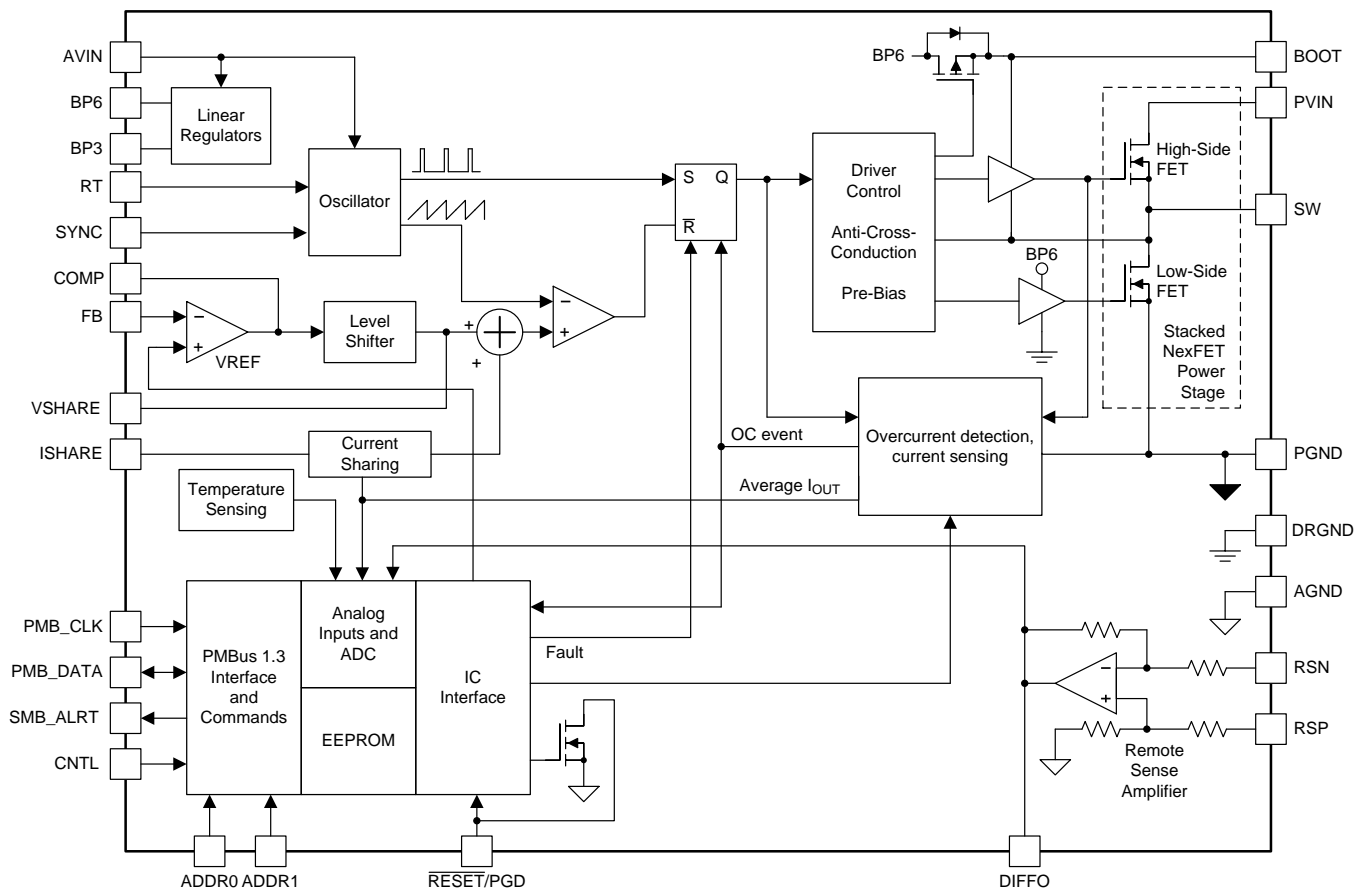 AVIN
BP6
BP3
RT
SYNC
COMP
FB
VSHARE
ISHARE
PMB_CLK
PMB_DATA
SMB_ALRT
CNTL
Linear
Regulators
Oscillator
−
+
VREF
Level
Shifter
+
+
−
+
Current
Sharing
Temperature
Sensing
S Q
R̅
BP6
Driver
Control
Anti-Cross-
Conduction
Pre-Bias
BP6
High-Side
FET
Low-Side
FET
Stacked
NexFET
Power
Stage
OC event
Average IOUT
Overcurrent detection,
current sensing
PMBus 1.3
Interface
and
Commands
Analog
Inputs and
ADC
EEPROM
IC
Interface
Fault
−
+
Remote
Sense
Amplifier
BOOT
PVIN
SW
PGND
DRGND
AGND
RSN
RSP
ADDR0 ADDR1
R̅E̅S̅E̅T̅/PGD
DIFFO